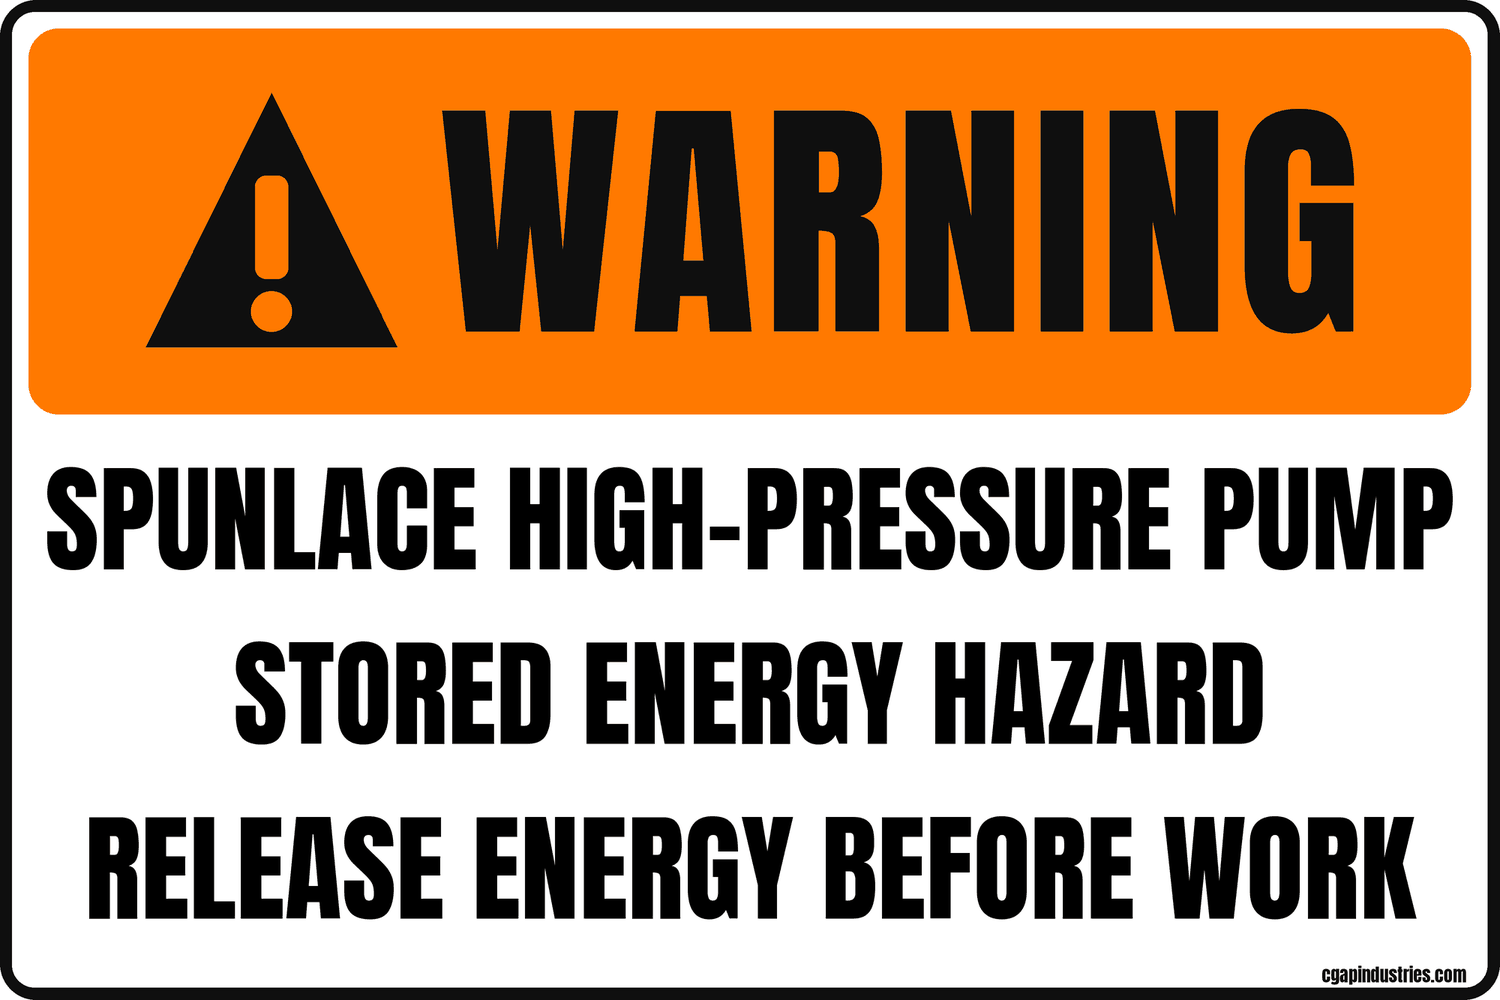 WARNING
SPUNLACE HIGH-PRESSURE PUMP
STORED ENERGY HAZARD
RELEASE ENERGY BEFORE WORK
cgapindustries.com